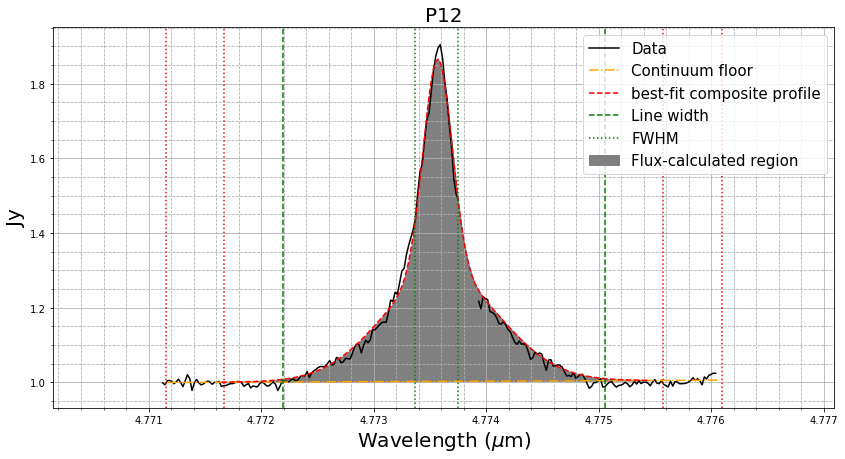 P12
Data
Continuum floor
best-fit composite profile
Line width
FWHM
Flux-calculated region
Jy
1.8
1.6
1.4
1.2
1.0
4.771 4.772 4.773 4.774 4.775 4.776 4.777
Wavelength (μm)